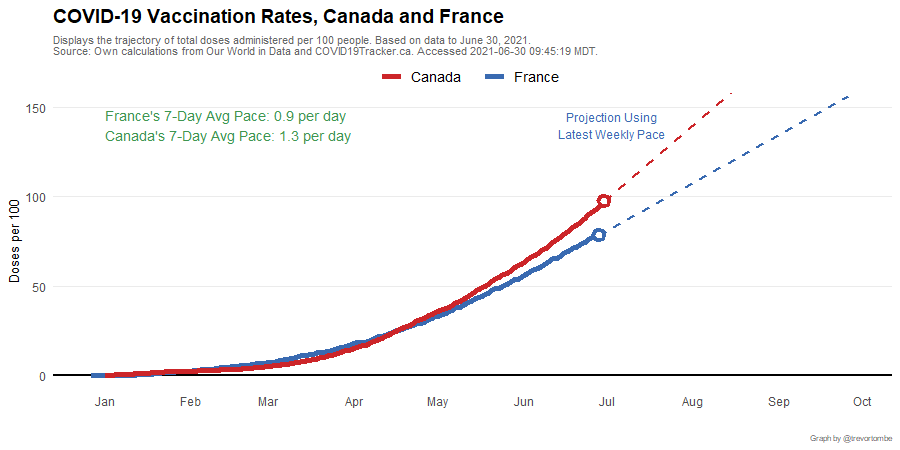 COVID-19 Vaccination Rates, Canada and France
Displays the trajectory of total doses administered per 100 people. Based on data to June 30, 2021.
Source: Own calculations from Our World in Data and COVID19Tracker.ca. Accessed 2021-06-30 09:45:19 MDT.
Canada France
France's 7-Day Avg Pace: 0.9 per day
Canada's 7-Day Avg Pace: 1.3 per day
Projection Using
Latest Weekly Pace
Doses per 100
150
100
50
0
Jan Feb Mar Apr May Jun Jul Aug Sep Oct
Graph by @trevortombe